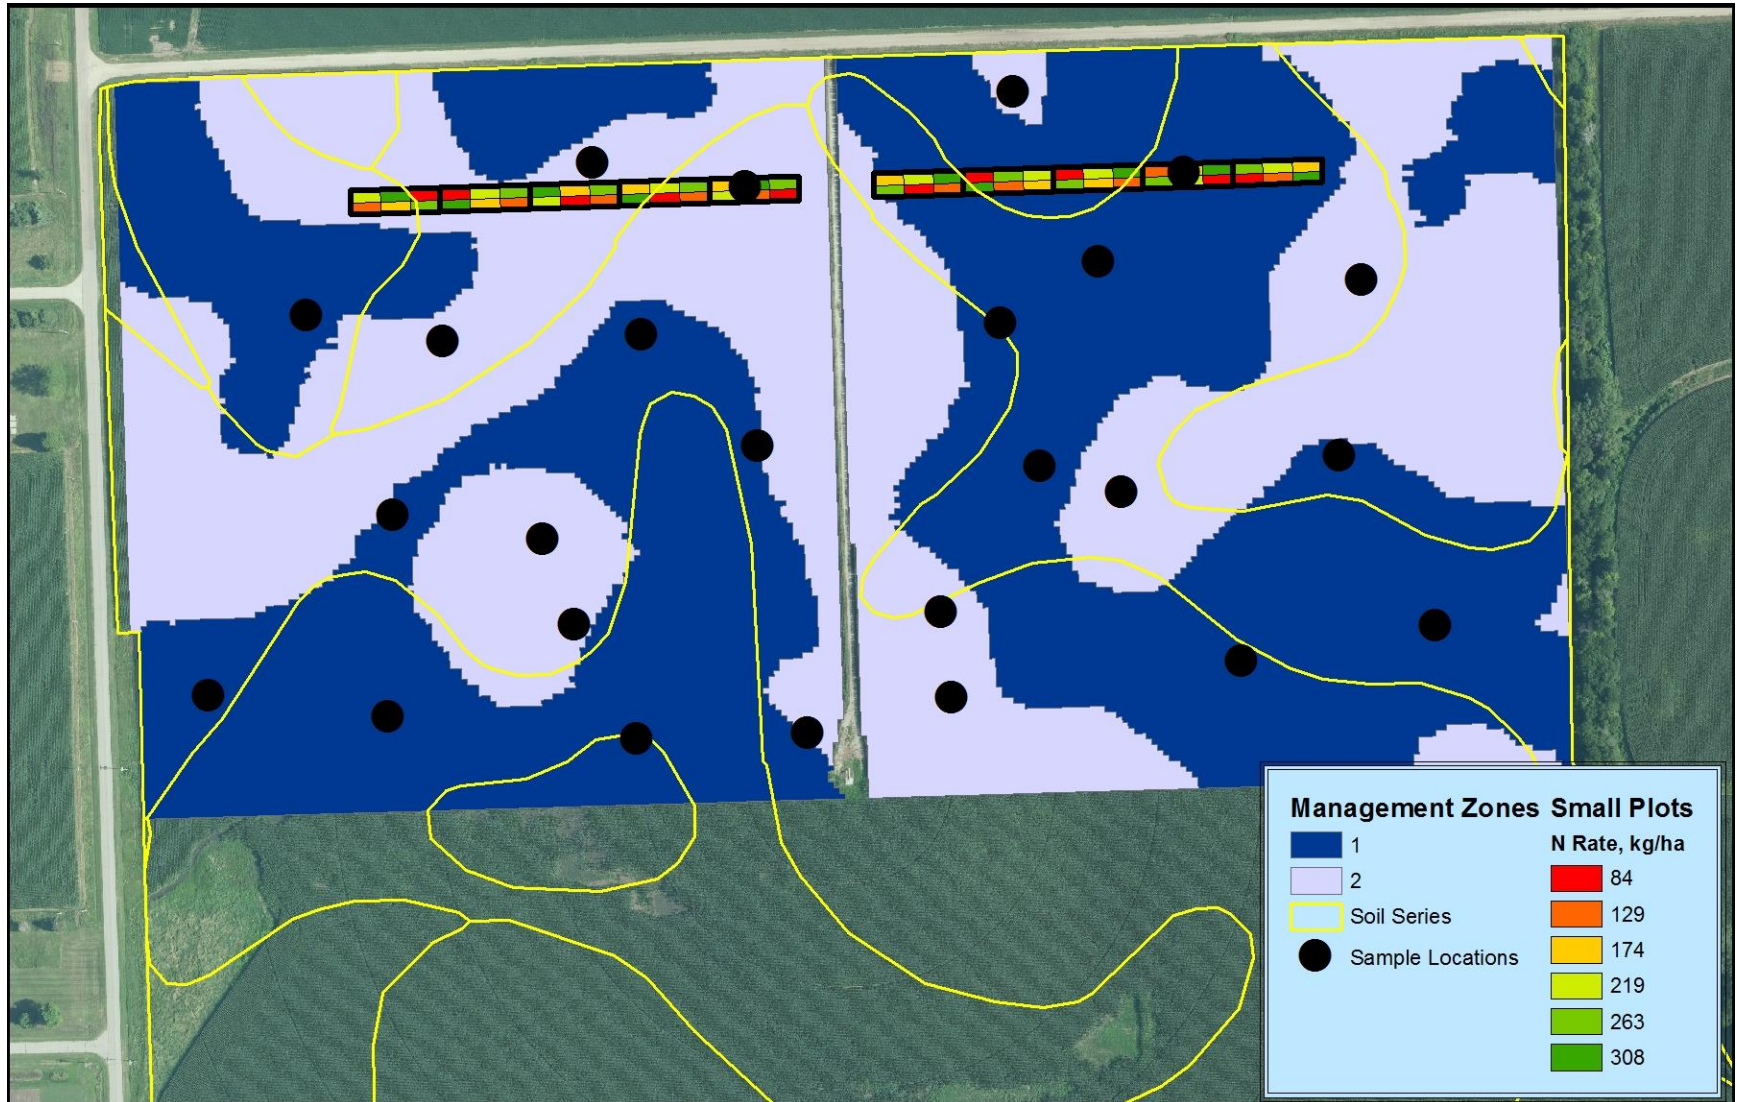 Management Zones
1
2
Soil Series
Sample Locations
Small Plots
N Rate, kg/ha
84
129
174
219
263
308